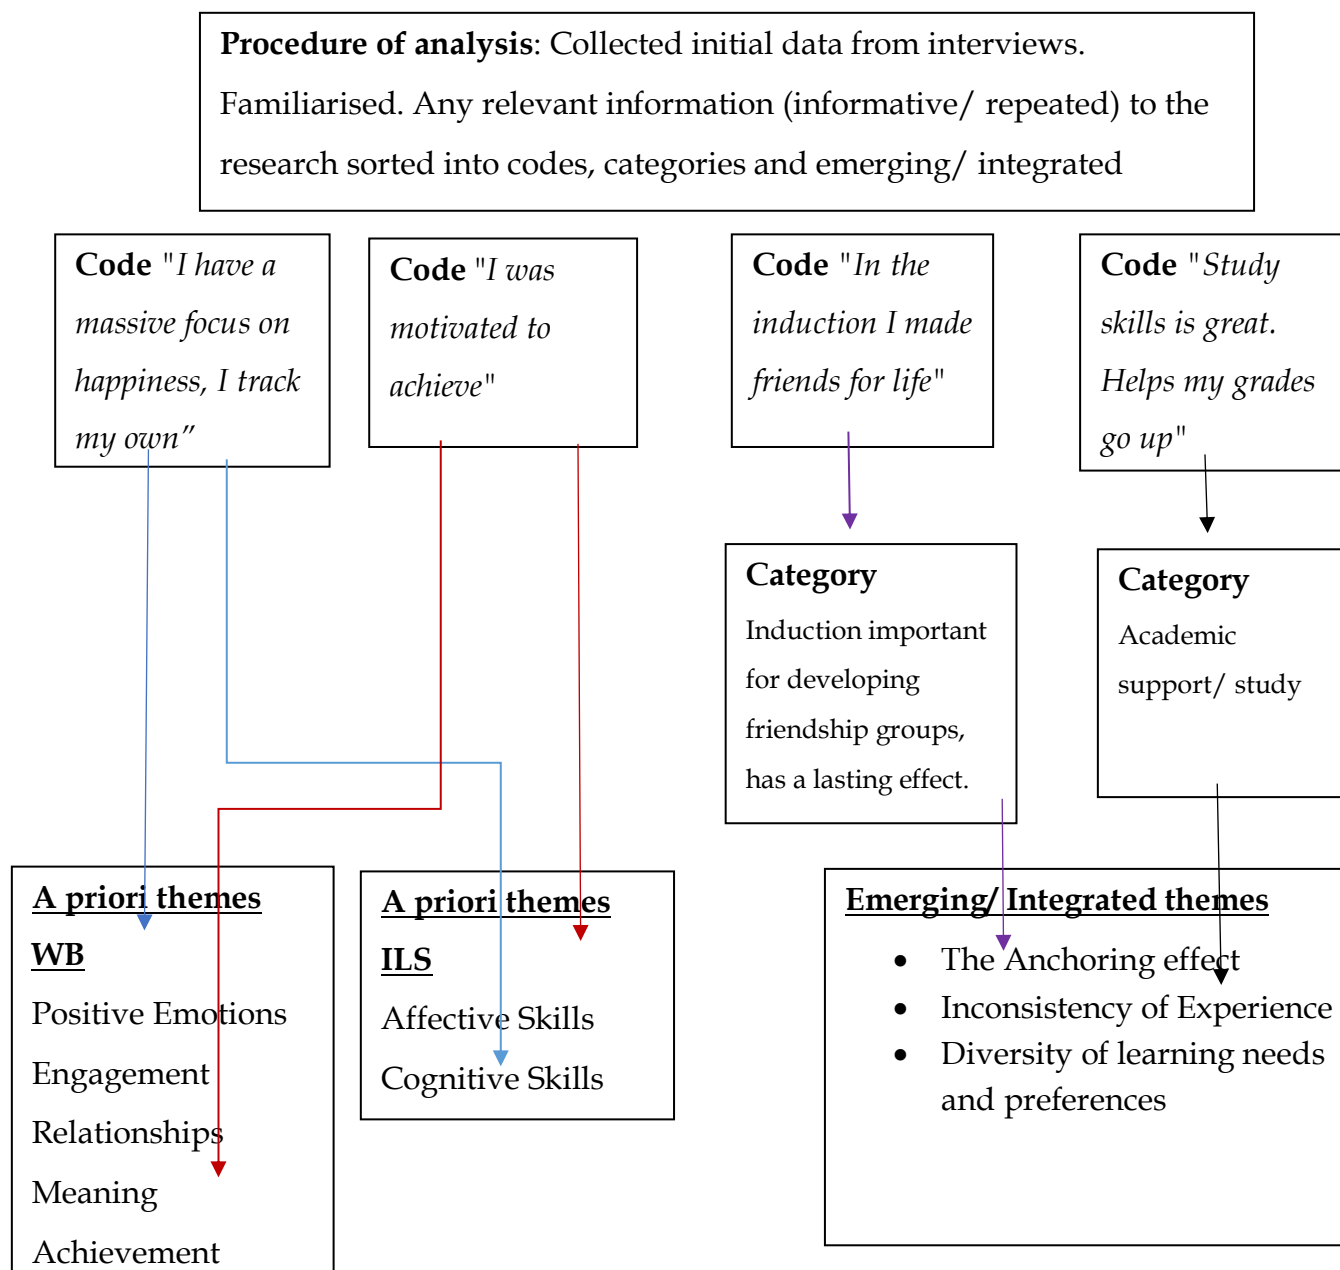 Procedure of analysis: Collected initial data from interviews.
Familiarised. Any relevant information (informative/ repeated) to the
research sorted into codes, categories and emerging/ integrated
Code "I have a
massive focus on
happiness, I track
my own”
Code "I was
motivated to
achieve"
Code "In the
induction I made
friends for life"
Code "Study
skills is great.
Helps my grades
go up"
Category
Induction important
for developing
friendship groups,
has a lasting effect.
Category
Academic
support/ study
A priori themes
WB
Positive Emotions
Engagement
Relationships
Meaning
Achievement
A priori themes
ILS
Affective Skills
Cognitive Skills
Emerging/ Integrated themes
• The Anchoring effect
• Inconsistency of Experience
• Diversity of learning needs
and preferences